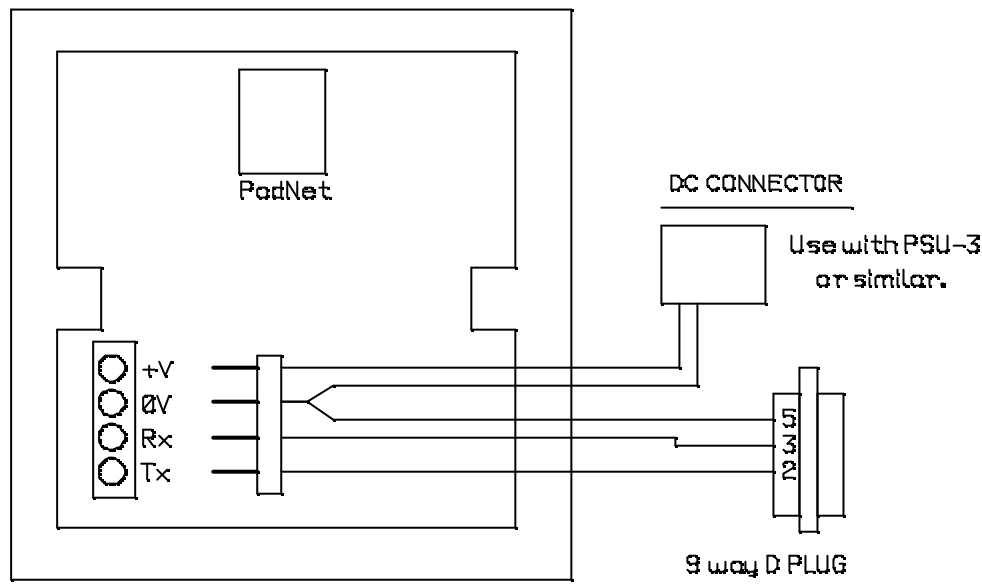 PadNet
DC CONNECTOR
Use with PSU-3
or similar.
+V
0V
Rx
Tx
5
3
2
9 way D PLUG